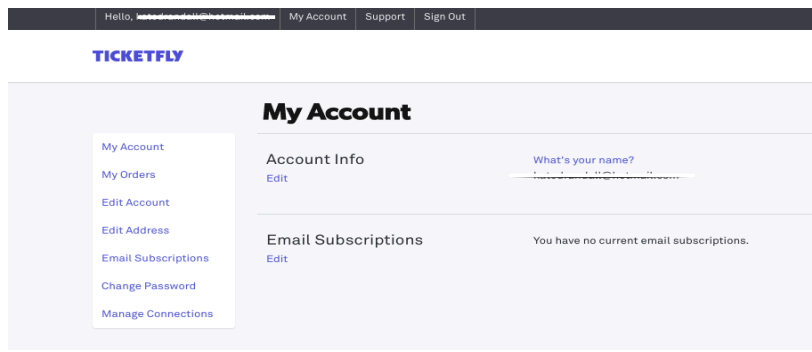 Hello,
My Account
Support
Sign Out
TICKETFLY
My Account
My Account
My Orders
Edit Account
Edit Address
Email Subscriptions
Change Password
Manage Connections
Account Info
Edit
What's your name?
Email Subscriptions
Edit
You have no current email subscriptions.